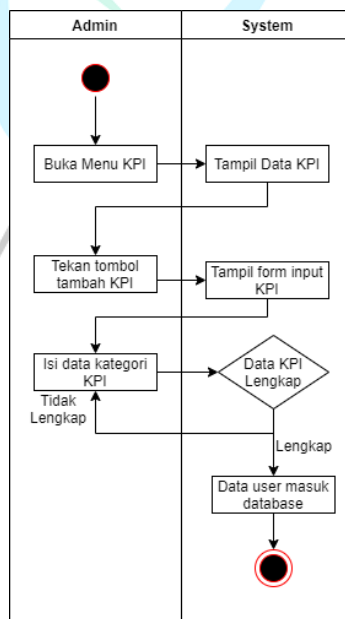 Admin
System
Buka Menu KPI
Tampil Data KPI
Tekan tombol
tambah KPI
Tampil form input
KPI
Isi data kategori
KPI
Data KPI
Lengkap
Tidak
Lengkap
Lengkap
Data user masuk
database